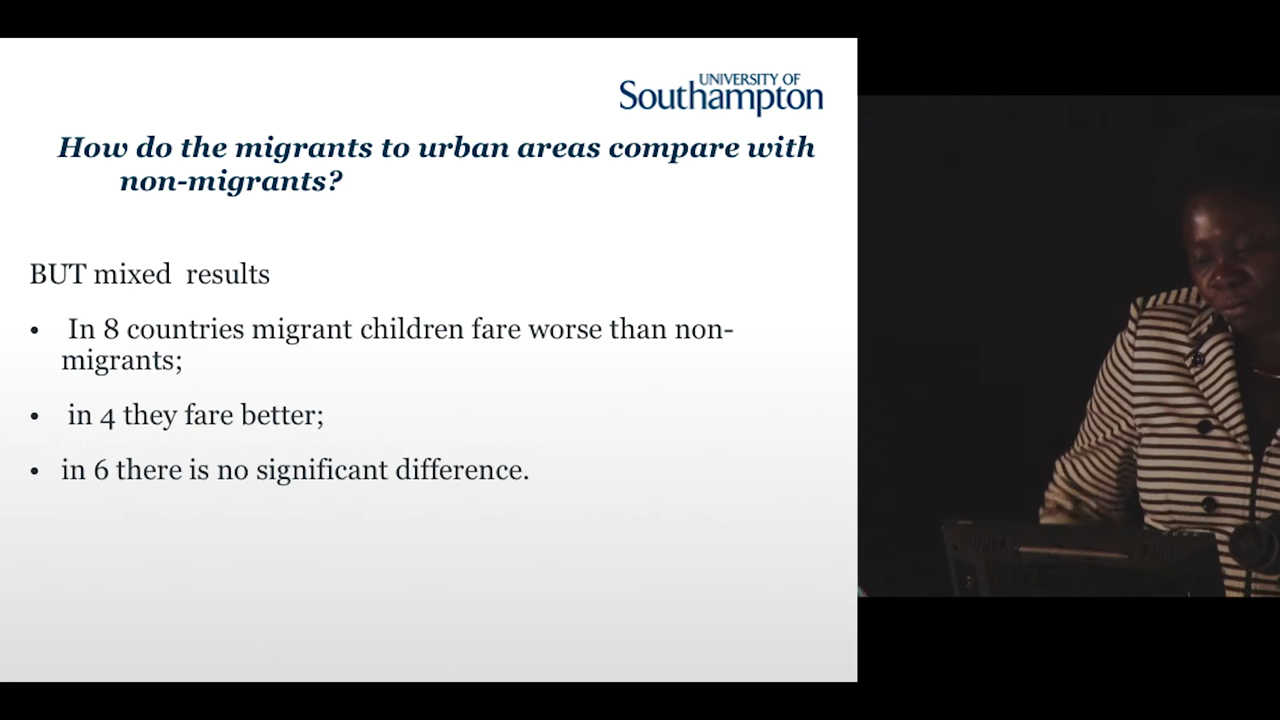 UNIVERSITY OF
Southampton
How do the migrants to urban areas compare with
non-migrants?
BUT mixed results
• In 8 countries migrant children fare worse than non-
migrants;
• in 4 they fare better;
• in 6 there is no significant difference.